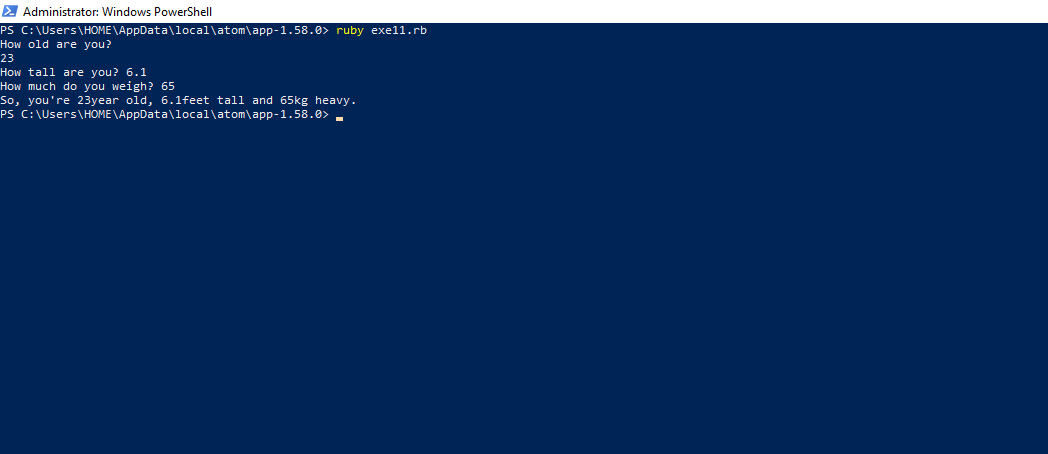 Administrator: Windows PowerShell
PS C:\Users\HOME\AppData\local\atom\app-1.58.0> ruby exe11.rb
How old are you?
23
How tall are you? 6.1
How much do you weigh? 65
So, you're 23year old, 6.1feet tall and 65kg heavy.
PS C:\Users\HOME\AppData\local\atom\app-1.58.0>